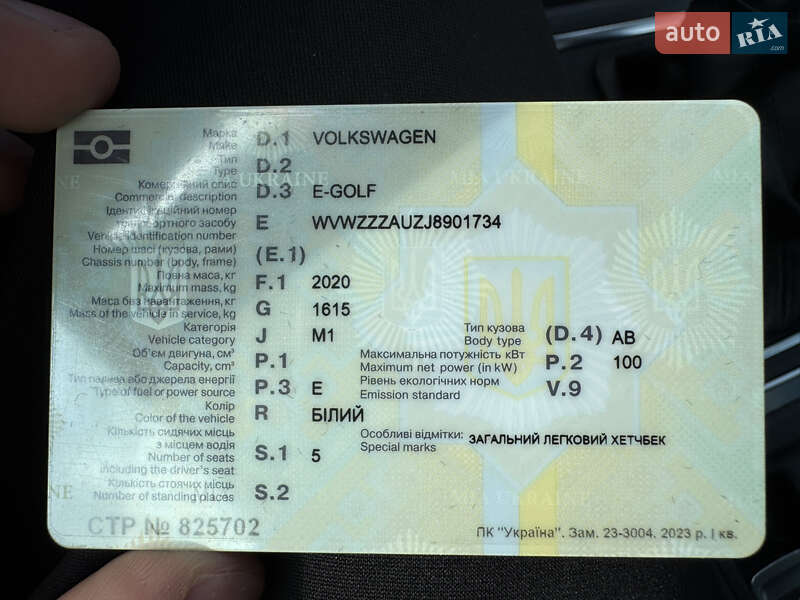 auto RIA .com
Марка D.1 VOLKSWAGEN
Make
Тип D.2
Type
Комерційний опис D.3 E-GOLF
Commercial description
Ідентифікаційний номер
транспортного засобу E WVWZZZAUZJ8901734
Vehicle identification number
Номер шасі (кузова, рами) (E.1)
Chassis number (body, frame)
Повна маса, кг F.1 2020
Maximum mass, kg
Маса без навантаження, кг G 1615
Mass of the vehicle in service, kg
Категорія J M1 Тип кузова (D.4) AB
Vehicle category Body type
Об'єм двигуна, см³ P.1 Максимальна потужність кВт P.2 100
Capacity, cm³ Maximum net power (in kW)
Тип палива або джерела енергії P.3 E Рівень екологічних норм V.9
Type of fuel or power source Emission standard
Колір R БІЛИЙ
Color of the vehicle
Кількість сидячих місць Особливі відмітки: ЗАГАЛЬНИЙ ЛЕГКОВИЙ ХЕТЧБЕК
з місцем водія S.1 5 Special marks
Number of seats
including the driver's seat
Кількість стоячих місць S.2
Number of standing places
СТР № 825702
ПК "Україна". Зам. 23-3004. 2023 р. I кв.